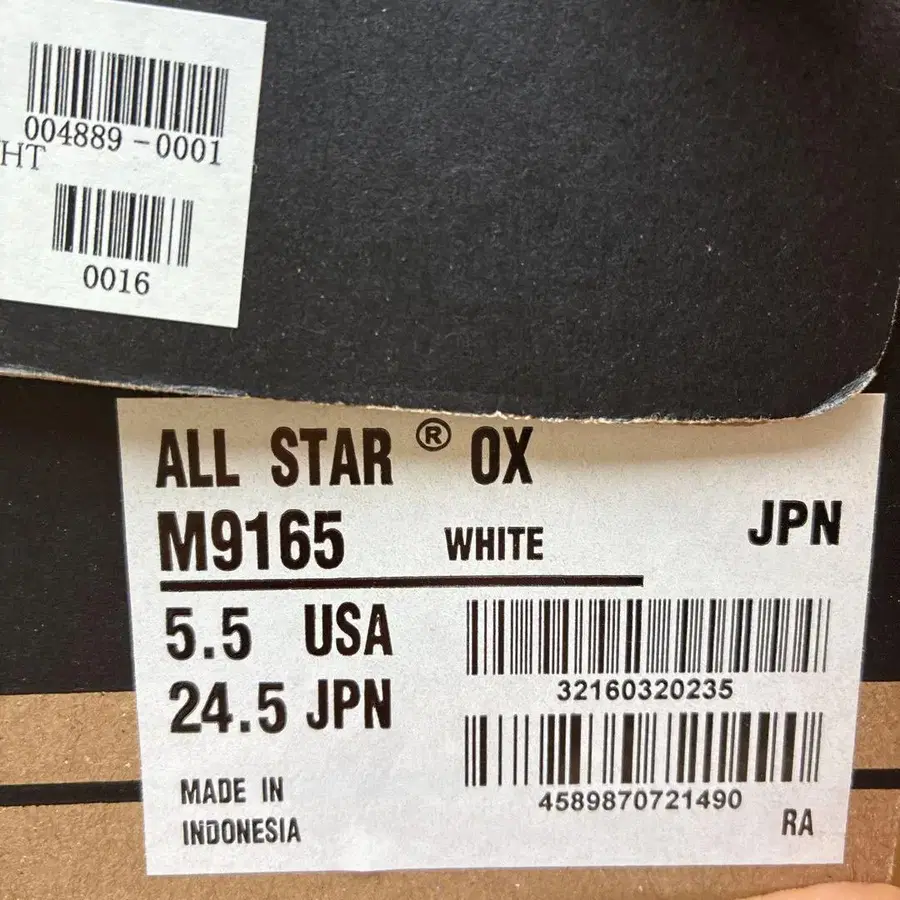 004889-0001
HT
0016
ALL STAR ® OX
M9165 WHITE JPN
5.5 USA
24.5 JPN
32160320235
4589870721490
MADE IN
INDONESIA
RA